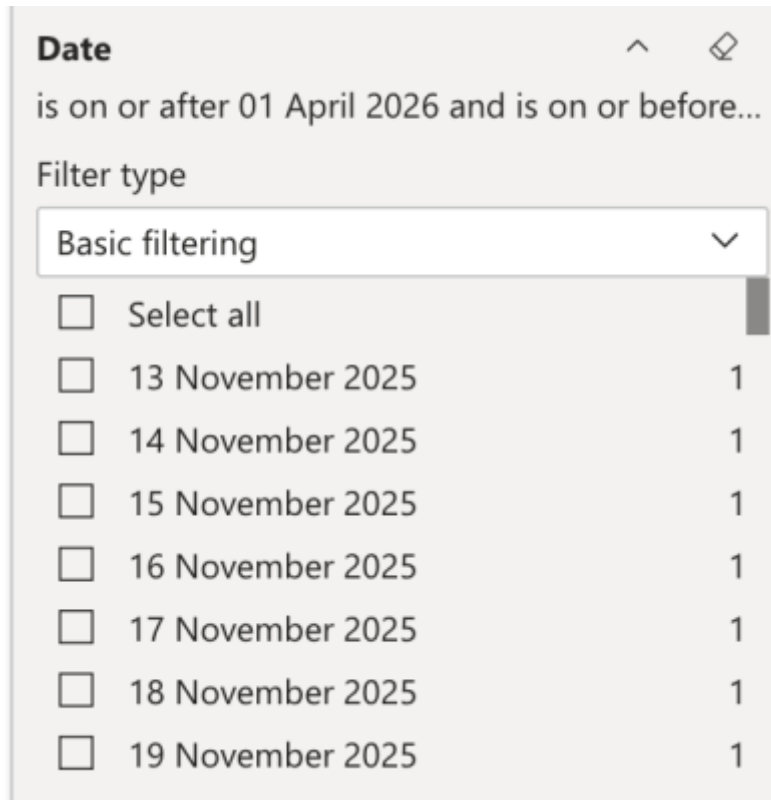 Date
is on or after 01 April 2026 and is on or before...
Filter type
Basic filtering
Select all
13 November 2025 1
14 November 2025 1
15 November 2025 1
16 November 2025 1
17 November 2025 1
18 November 2025 1
19 November 2025 1